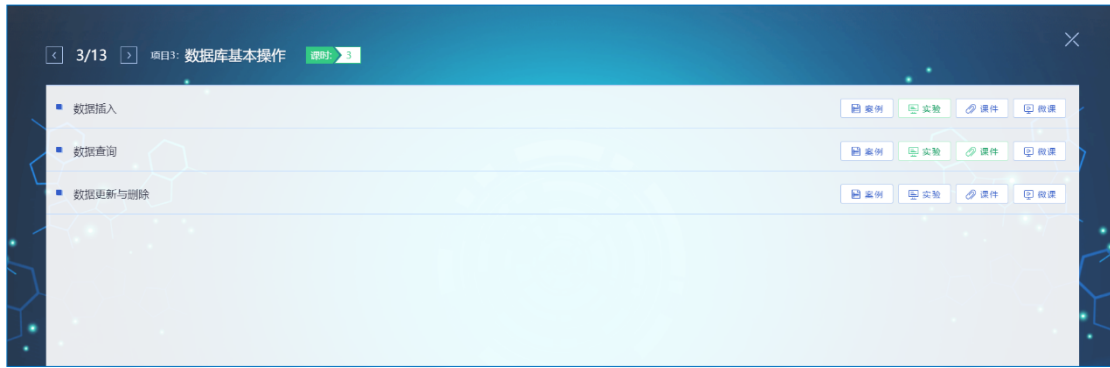 3/13 项目3: 数据库基本操作 课时: 3
数据插入 案例 实验 课件 微课
数据查询 案例 实验 课件 微课
数据更新与删除 案例 实验 课件 微课